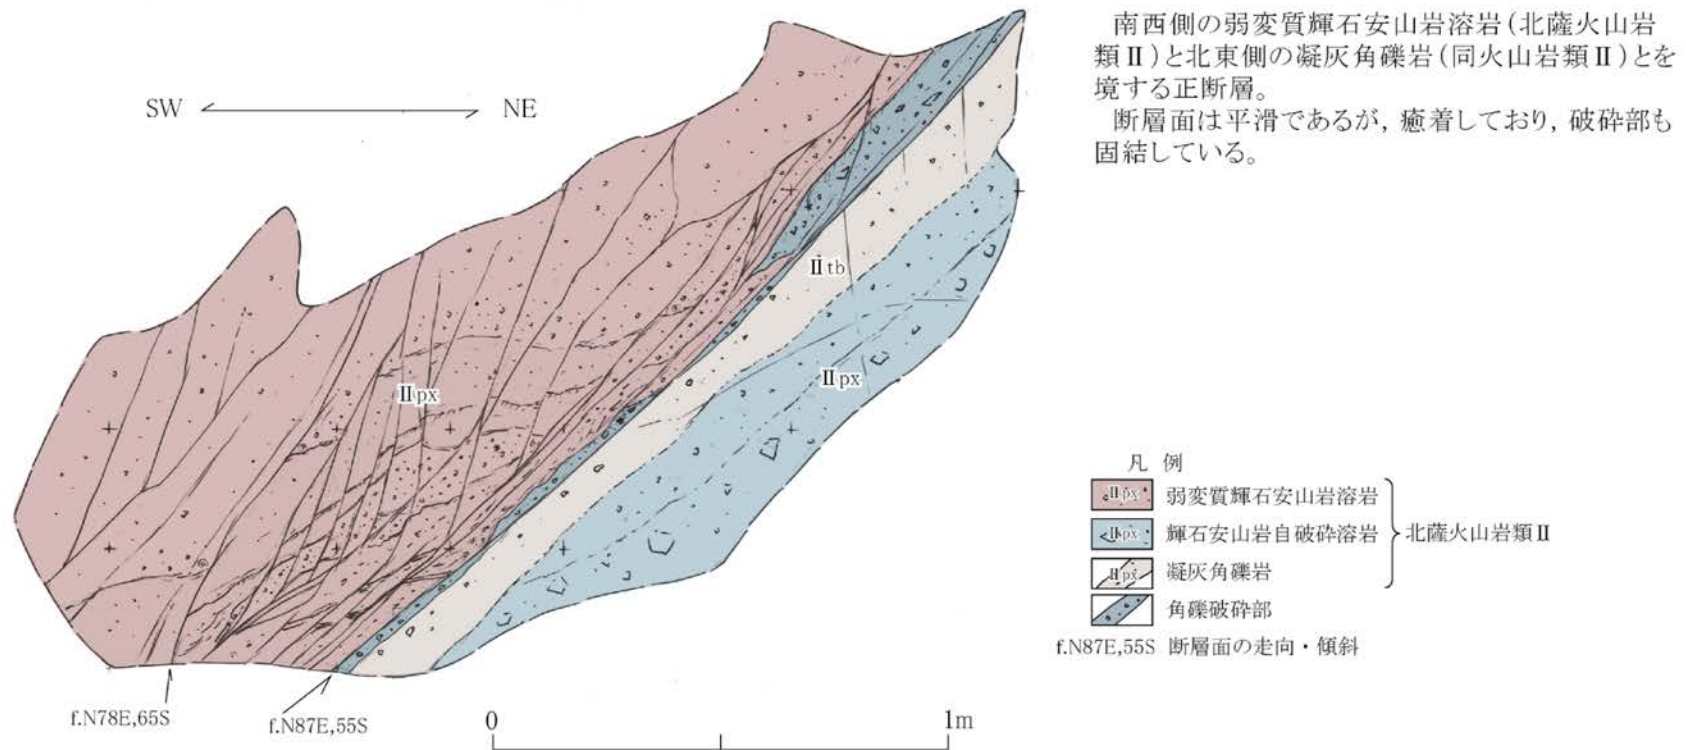 南西側の弱変質輝石安山岩溶岩(北薩火山岩
類Ⅱ)と北東側の凝灰角礫岩(同火山岩類Ⅱ)とを
境する正断層。
断層面は平滑であるが,癒着しており,破砕部も
固結している。
SW NE
Ⅱtb
Ⅱpx
Ⅱpx
凡 例
Ⅱpx 弱変質輝石安山岩溶岩
Ⅱpx 輝石安山岩自破砕溶岩
北薩火山岩類Ⅱ
Ⅱpx 凝灰角礫岩
角礫破砕部
f.N87E,55S 断層面の走向・傾斜
f.N78E,65S
f.N87E,55S
0 1m